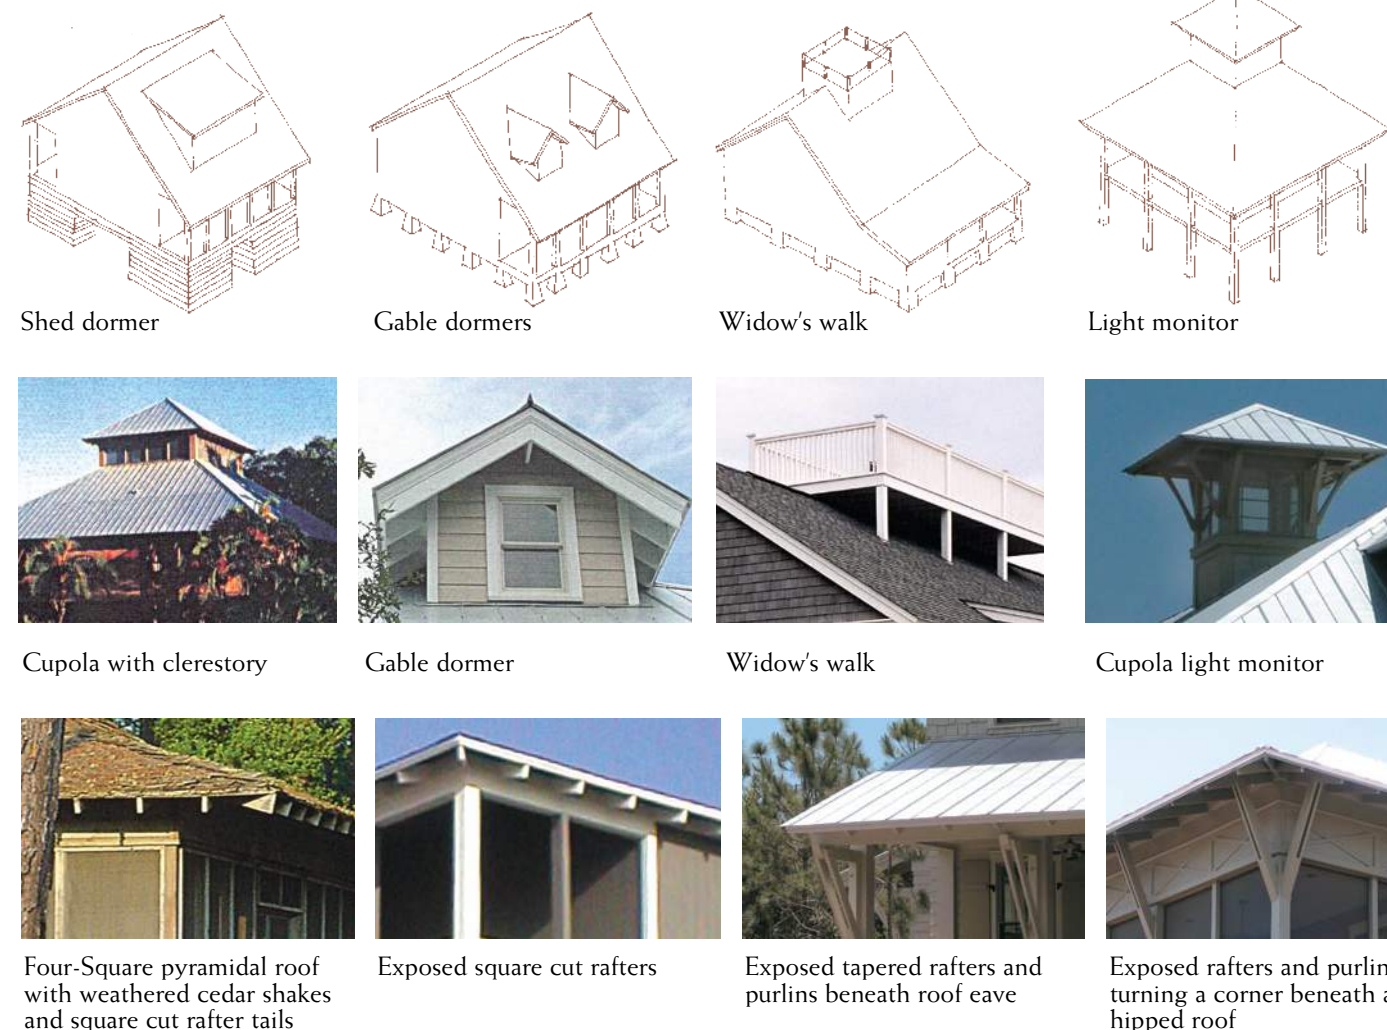 Shed dormer
Gable dormers
Widow's walk
Light monitor
Cupola with clerestory
Gable dormer
Widow's walk
Cupola light monitor
Four-Square pyramidal roof
with weathered cedar shakes
and square cut rafter tails
Exposed square cut rafters
Exposed tapered rafters and
purlins beneath roof eave
Exposed rafters and purlin
turning a corner beneath a
hipped roof